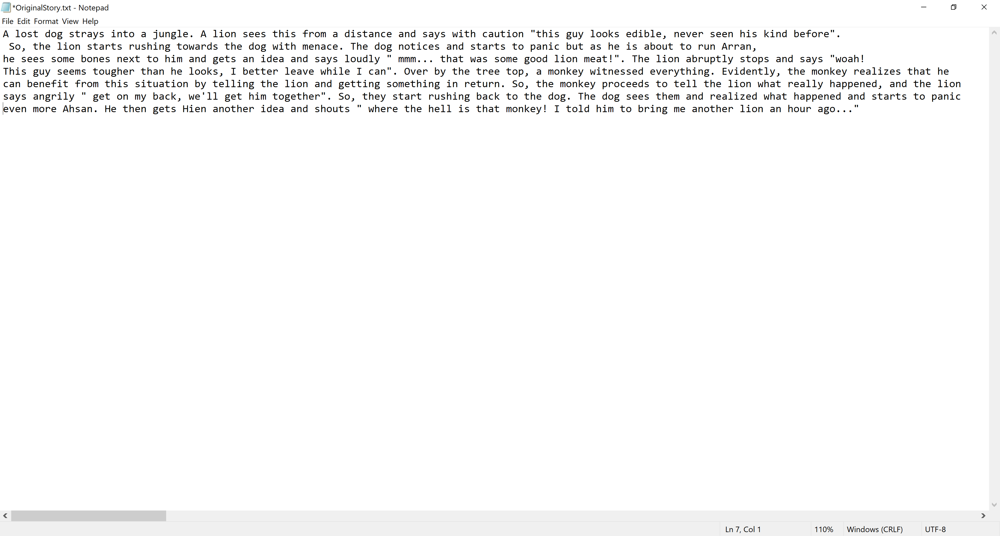 *OriginalStory.txt - Notepad
File Edit Format View Help
A lost dog strays into a jungle. A lion sees this from a distance and says with caution "this guy looks edible, never seen his kind before".
 So, the lion starts rushing towards the dog with menace. The dog notices and starts to panic but as he is about to run Arran,
he sees some bones next to him and gets an idea and says loudly " mmm... that was some good lion meat!". The lion abruptly stops and says "woah!
This guy seems tougher than he looks, I better leave while I can". Over by the tree top, a monkey witnessed everything. Evidently, the monkey realizes that he
can benefit from this situation by telling the lion and getting something in return. So, the monkey proceeds to tell the lion what really happened, and the lion
says angrily " get on my back, we'll get him together". So, they start rushing back to the dog. The dog sees them and realized what happened and starts to panic
even more Ahsan. He then gets Hien another idea and shouts " where the hell is that monkey! I told him to bring me another lion an hour ago..."
Ln 7, Col 1 110% Windows (CRLF) UTF-8